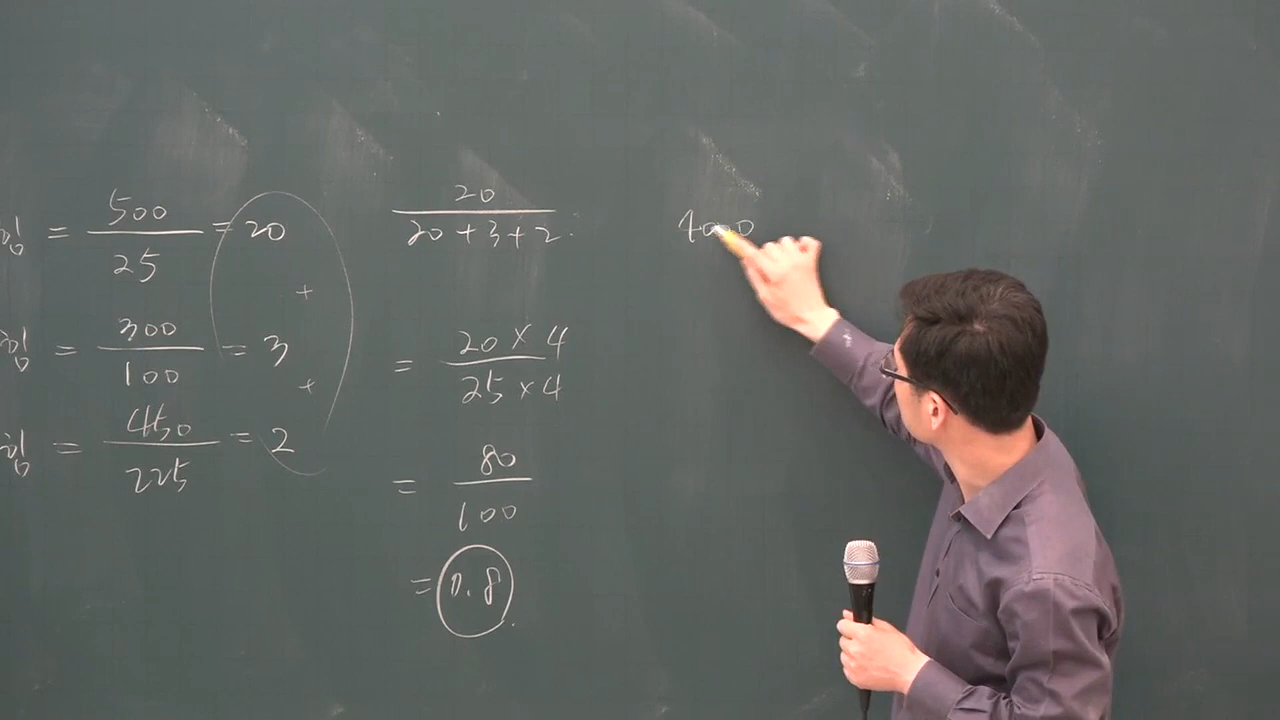 = 500/25 = 20
+
= 300/100 = 3
+
= 450/225 = 2
20/20+3+2
= 20×4/25×4
= 80/100
= 0.8
4000